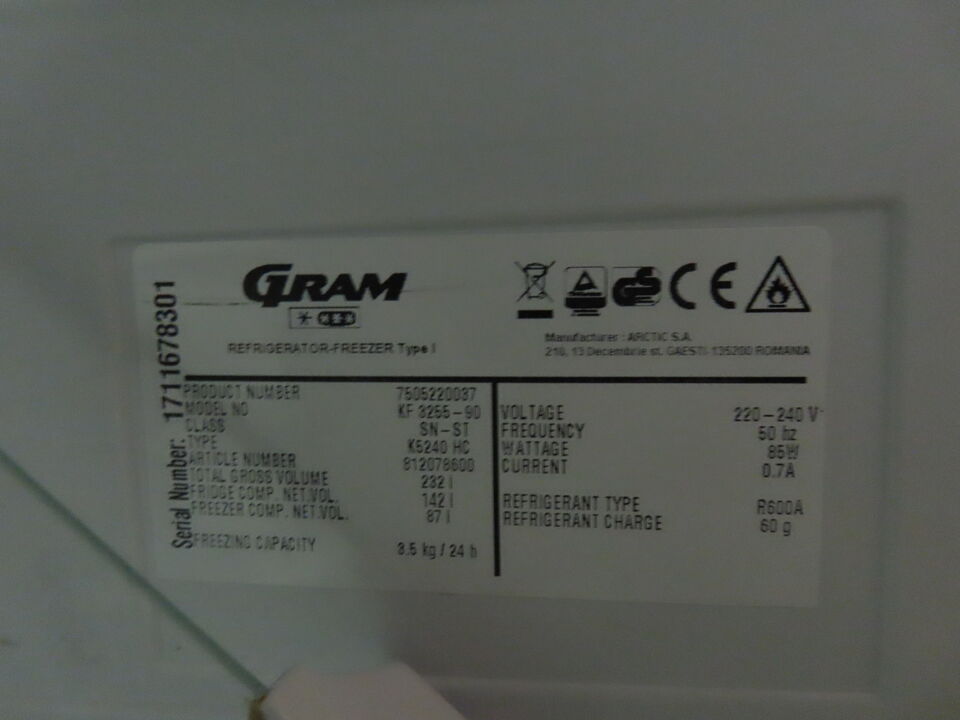 GRAM
REFRIGERATOR-FREEZER Type I
Manufacturer : ARCTIC S.A.
210, 13 Decembrie st. GAESTI-135200 ROMANIA
Serial Number: 1711678301
PRODUCT NUMBER 7505220037
MODEL NO KF 3255-90
CLASS SN-ST
TYPE K5240 HC
ARTICLE NUMBER 812078600
TOTAL GROSS VOLUME 232 l
FRIDGE COMP. NET.VOL. 142 l
FREEZER COMP. NET.VOL. 87 l
FREEZING CAPACITY 3.5 kg / 24 h
VOLTAGE 220-240 V
FREQUENCY 50 hz
WATTAGE 85W
CURRENT 0.7A
REFRIGERANT TYPE R600A
REFRIGERANT CHARGE 60 g